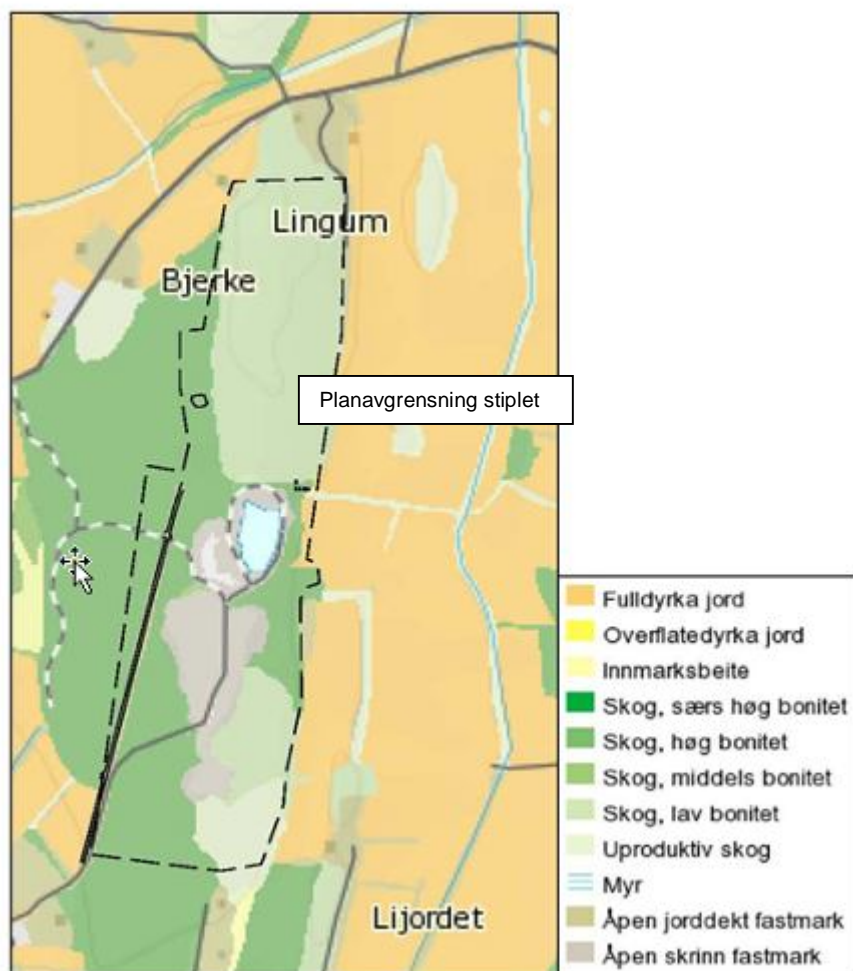 Lingum
Bjerke
Planavgrensning stiplet
Lijordet
Fulldyrka jord
Overflatedyrka jord
Innmarksbeite
Skog, særs høg bonitet
Skog, høg bonitet
Skog, middels bonitet
Skog, lav bonitet
Uproduktiv skog
Myr
Åpen jorddekt fastmark
Åpen skrinn fastmark